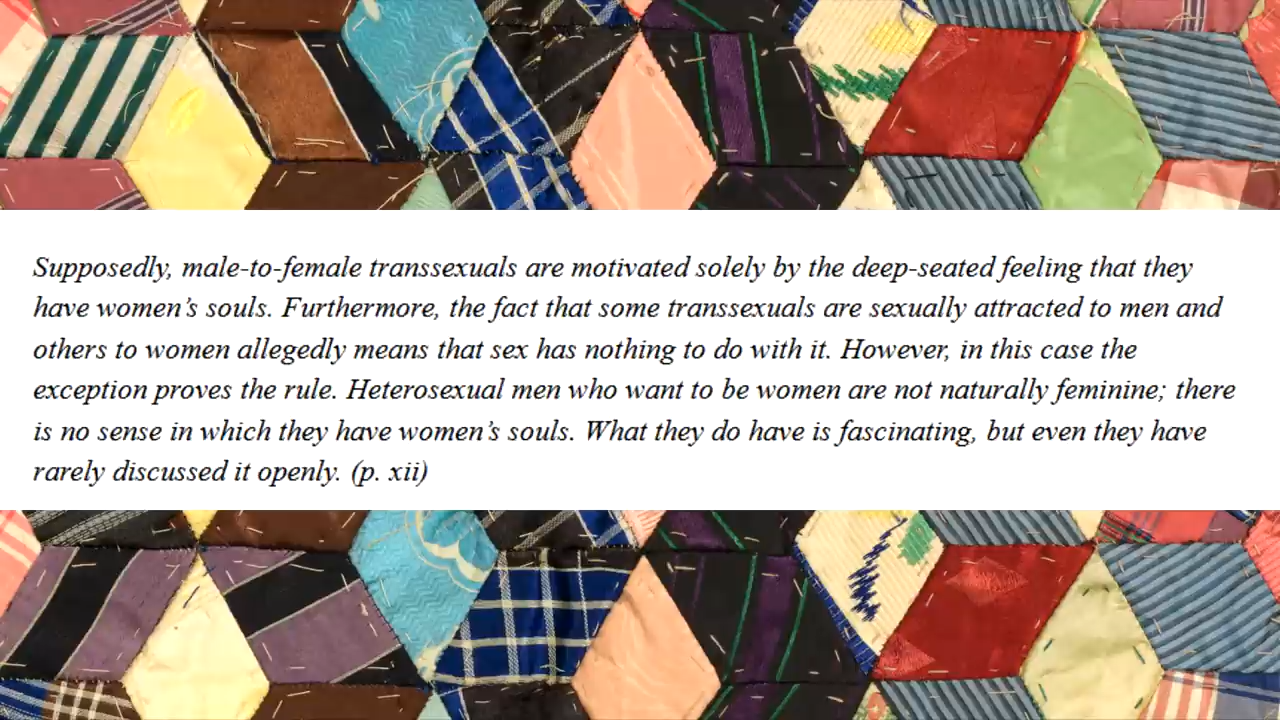 Supposedly, male-to-female transsexuals are motivated solely by the deep-seated feeling that they
have women’s souls. Furthermore, the fact that some transsexuals are sexually attracted to men and
others to women allegedly means that sex has nothing to do with it. However, in this case the
exception proves the rule. Heterosexual men who want to be women are not naturally feminine; there
is no sense in which they have women’s souls. What they do have is fascinating, but even they have
rarely discussed it openly. (p. xii)